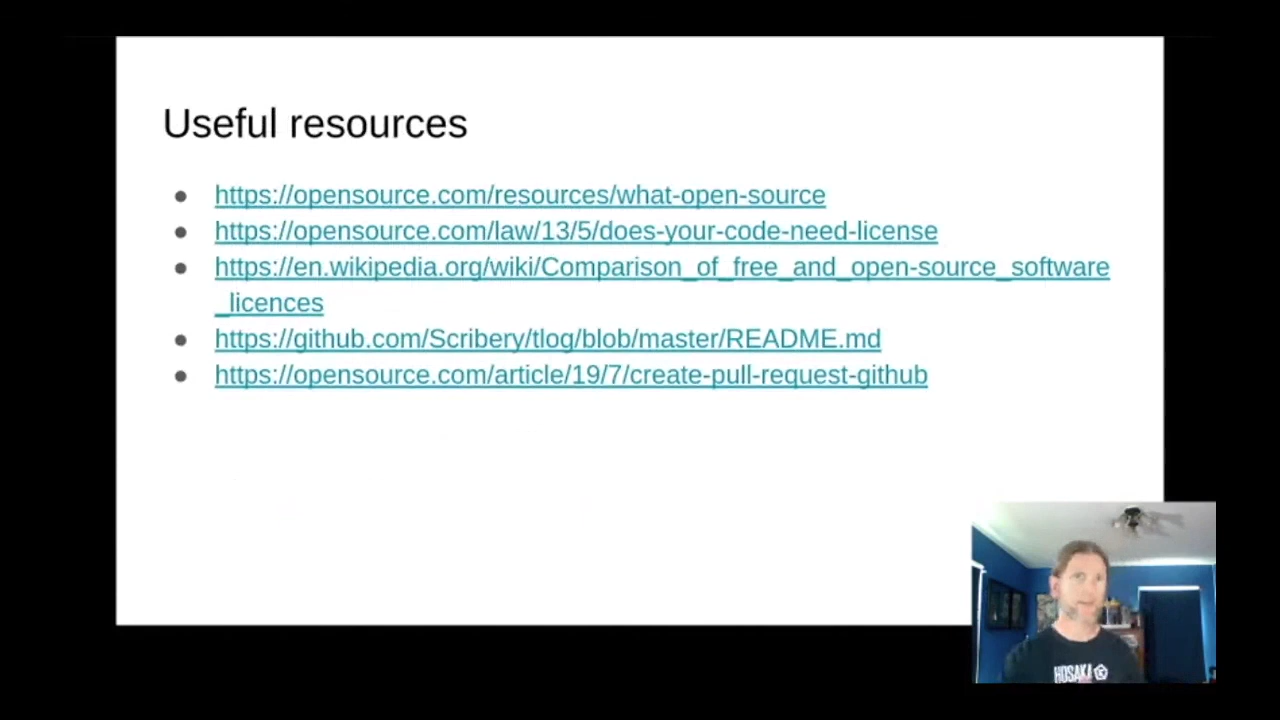 Useful resources
https://opensource.com/resources/what-open-source
https://opensource.com/law/13/5/does-your-code-need-license
https://en.wikipedia.org/wiki/Comparison_of_free_and_open-source_software
_licences
https://github.com/Scribery/tlog/blob/master/README.md
https://opensource.com/article/19/7/create-pull-request-github
HOSAKA